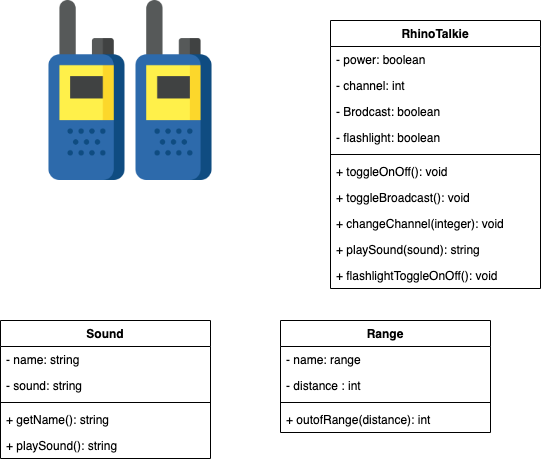 RhinoTalkie
- power: boolean
- channel: int
- Brodcast: boolean
- flashlight: boolean
+ toggleOnOff(): void
+ toggleBroadcast(): void
+ changeChannel(integer): void
+ playSound(sound): string
+ flashlightToggleOnOff(): void
Sound
- name: string
- sound: string
+ getName(): string
+ playSound(): string
Range
- name: range
- distance : int
+ outofRange(distance): int